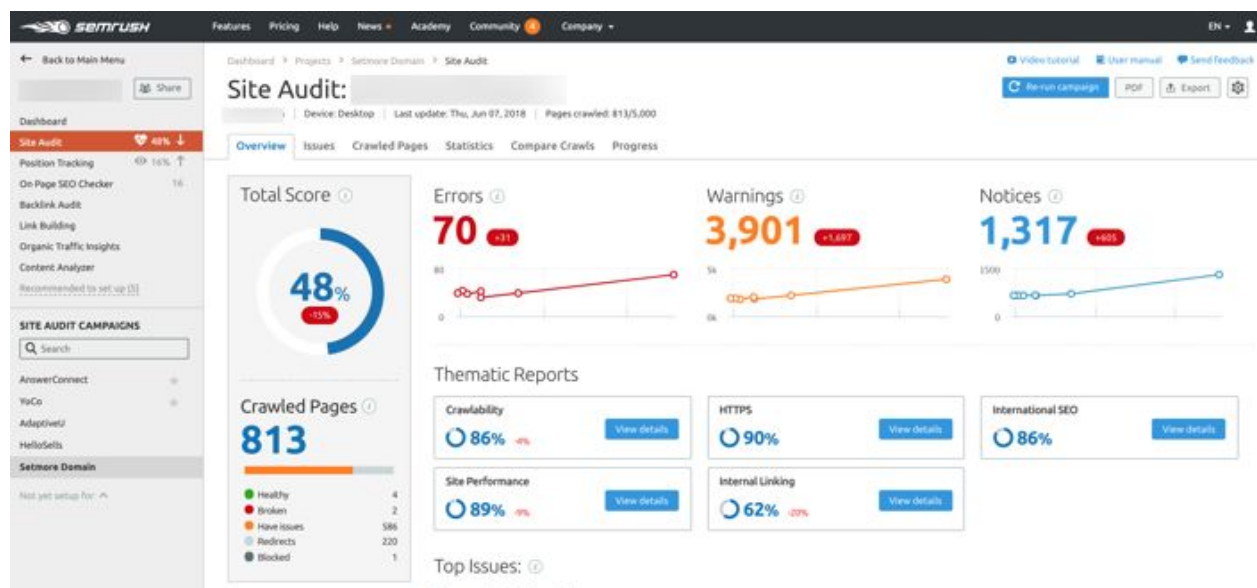 semrush
Features Pricing Help News Academy Community 4 Company EN
← Back to Main Menu
Share
Dashboard
Site Audit 48% ↓
Position Tracking 16% ↑
On Page SEO Checker 16
Backlink Audit
Link Building
Organic Traffic Insights
Content Analyzer
Recommended to set up (5)
SITE AUDIT CAMPAIGNS
Search
AnswerConnect
YoCo
AdaptiveU
HelloSells
Setmore Domain
Not yet setup for:
Dashboard > Projects > Setmore Domain > Site Audit
Video tutorial User manual Send feedback
Site Audit:
Re-run campaign PDF Export
Device: Desktop Last update: Thu, Jun 07, 2018 Pages crawled: 813/5,000
Overview Issues Crawled Pages Statistics Compare Crawls Progress
Total Score
48%
-15%
Crawled Pages
813
Healthy 4
Broken 2
Have issues 586
Redirects 220
Blocked 1
Errors
70 +31
80
0
Warnings
3,901 +1,697
5k
0k
Notices
1,317 +605
1500
0
Thematic Reports
Crawlability
86% -4% View details
HTTPS
90% View details
International SEO
86% View details
Site Performance
89% -9% View details
Internal Linking
62% -20% View details
Top Issues: